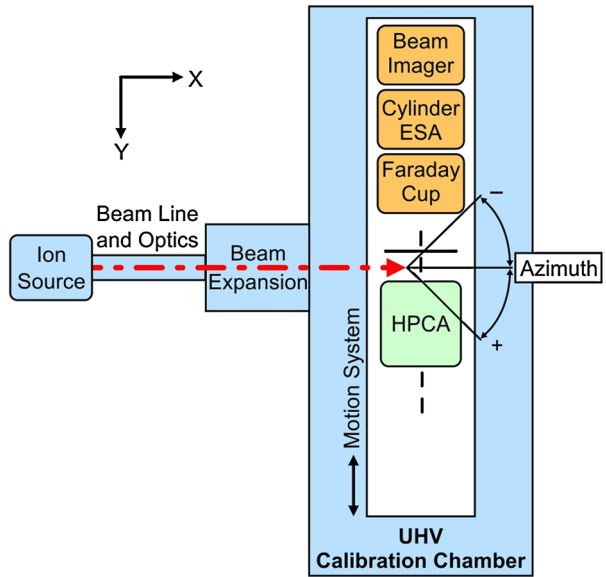 Beam
Imager
X
Cylinder
ESA
Y
Faraday
Cup
−
Beam Line
and Optics
Ion
Source
Beam
Expansion
Azimuth
HPCA
+
Motion System
UHV
Calibration Chamber